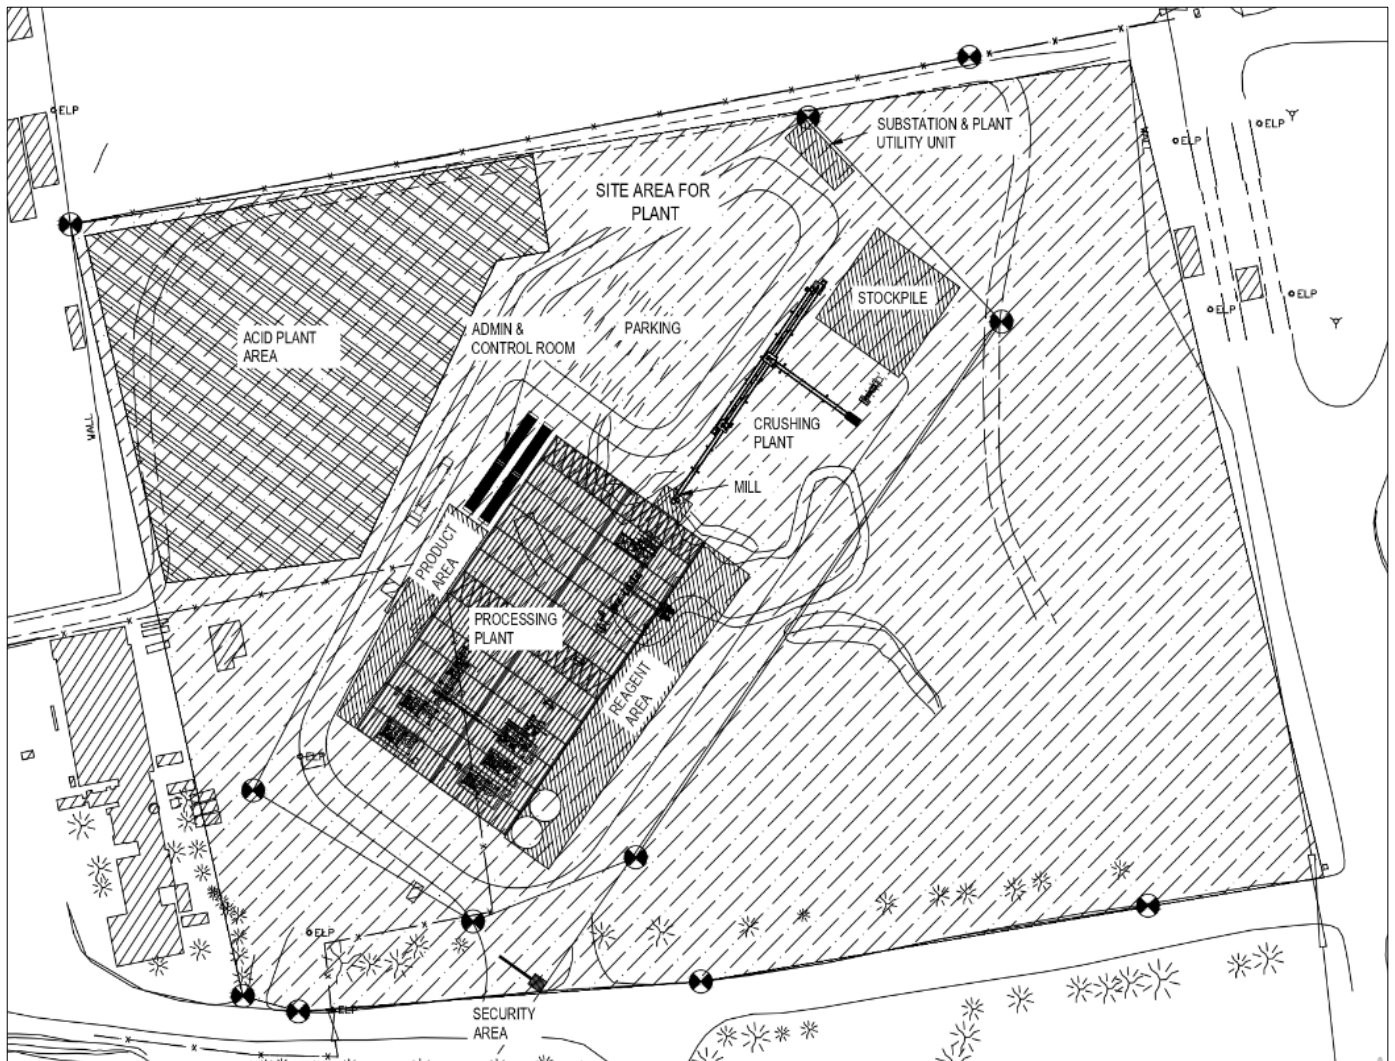 ELP
SUBSTATION & PLANT
UTILITY UNIT
ELP
ELP
WALL
SITE AREA FOR
PLANT
STOCKPILE
ELP
ELP
ACID PLANT
AREA
ADMIN &
CONTROL ROOM
PARKING
WALL
CRUSHING
PLANT
MILL
PRODUCT
AREA
PROCESSING
PLANT
REAGENT
AREA
ELP
ELP
ELP
SECURITY
AREA